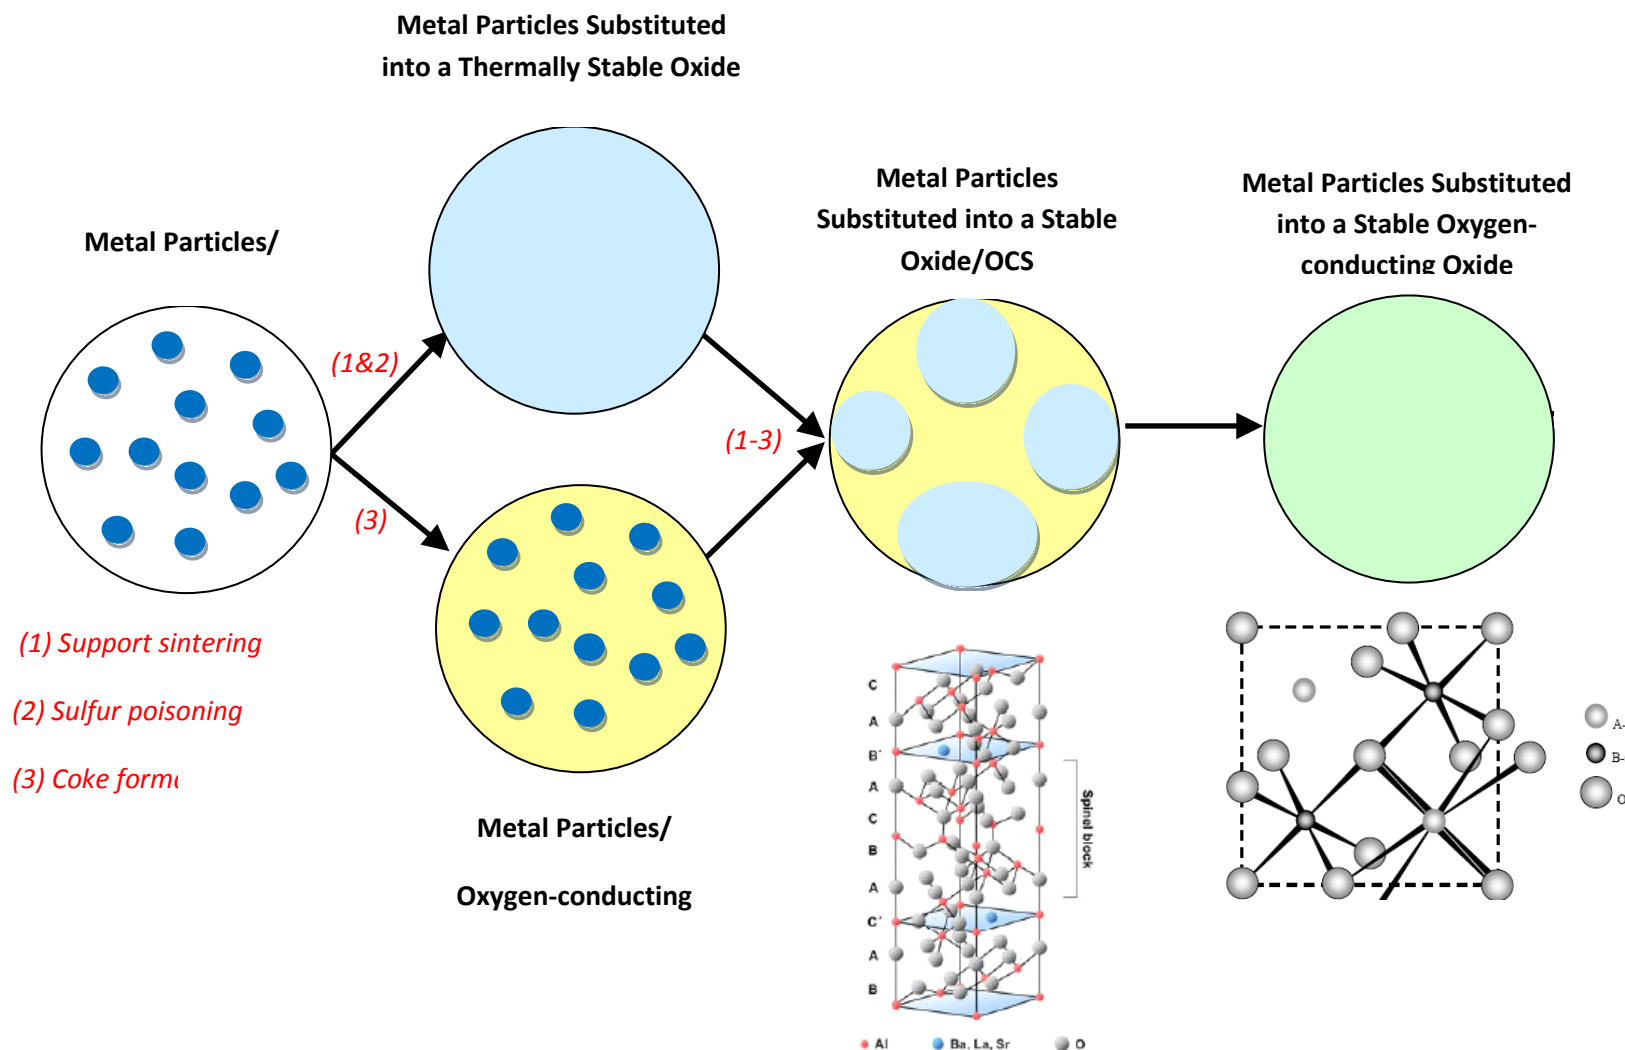 Metal Particles Substituted
into a Thermally Stable Oxide
Metal Particles/
Metal Particles
Substituted into a Stable
Oxide/OCS
Metal Particles Substituted
into a Stable Oxygen-
conducting Oxide
(1&2)
(3)
(1-3)
(1) Support sintering
(2) Sulfur poisoning
(3) Coke form
Metal Particles/
Oxygen-conducting
C
A
B'
A
C
B
A
C'
A
B
Spinel block
Al
Ba, La, Sr
O
A-
B-
O